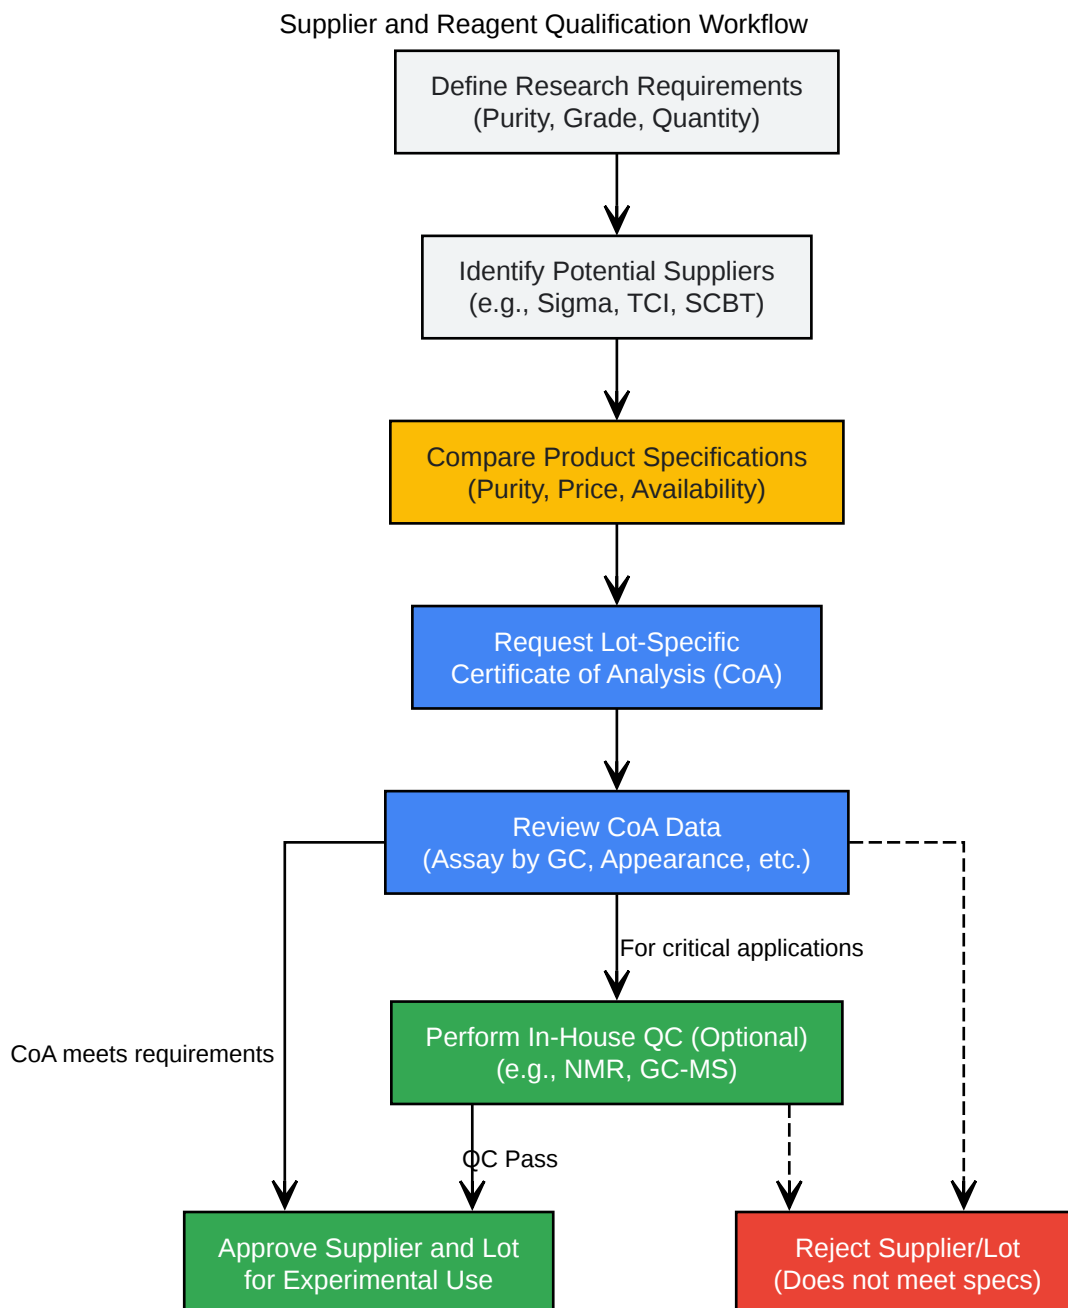 Supplier and Reagent Qualification Workflow
Define Research Requirements
(Purity, Grade, Quantity)
Identify Potential Suppliers
(e.g., Sigma, TCI, SCBT)
Compare Product Specifications
(Purity, Price, Availability)
Request Lot-Specific
Certificate of Analysis (CoA)
Review CoA Data
(Assay by GC, Appearance, etc.)
For critical applications
Perform In-House QC (Optional)
(e.g., NMR, GC-MS)
CoA meets requirements
QC Pass
Approve Supplier and Lot
for Experimental Use
Reject Supplier/Lot
(Does not meet specs)